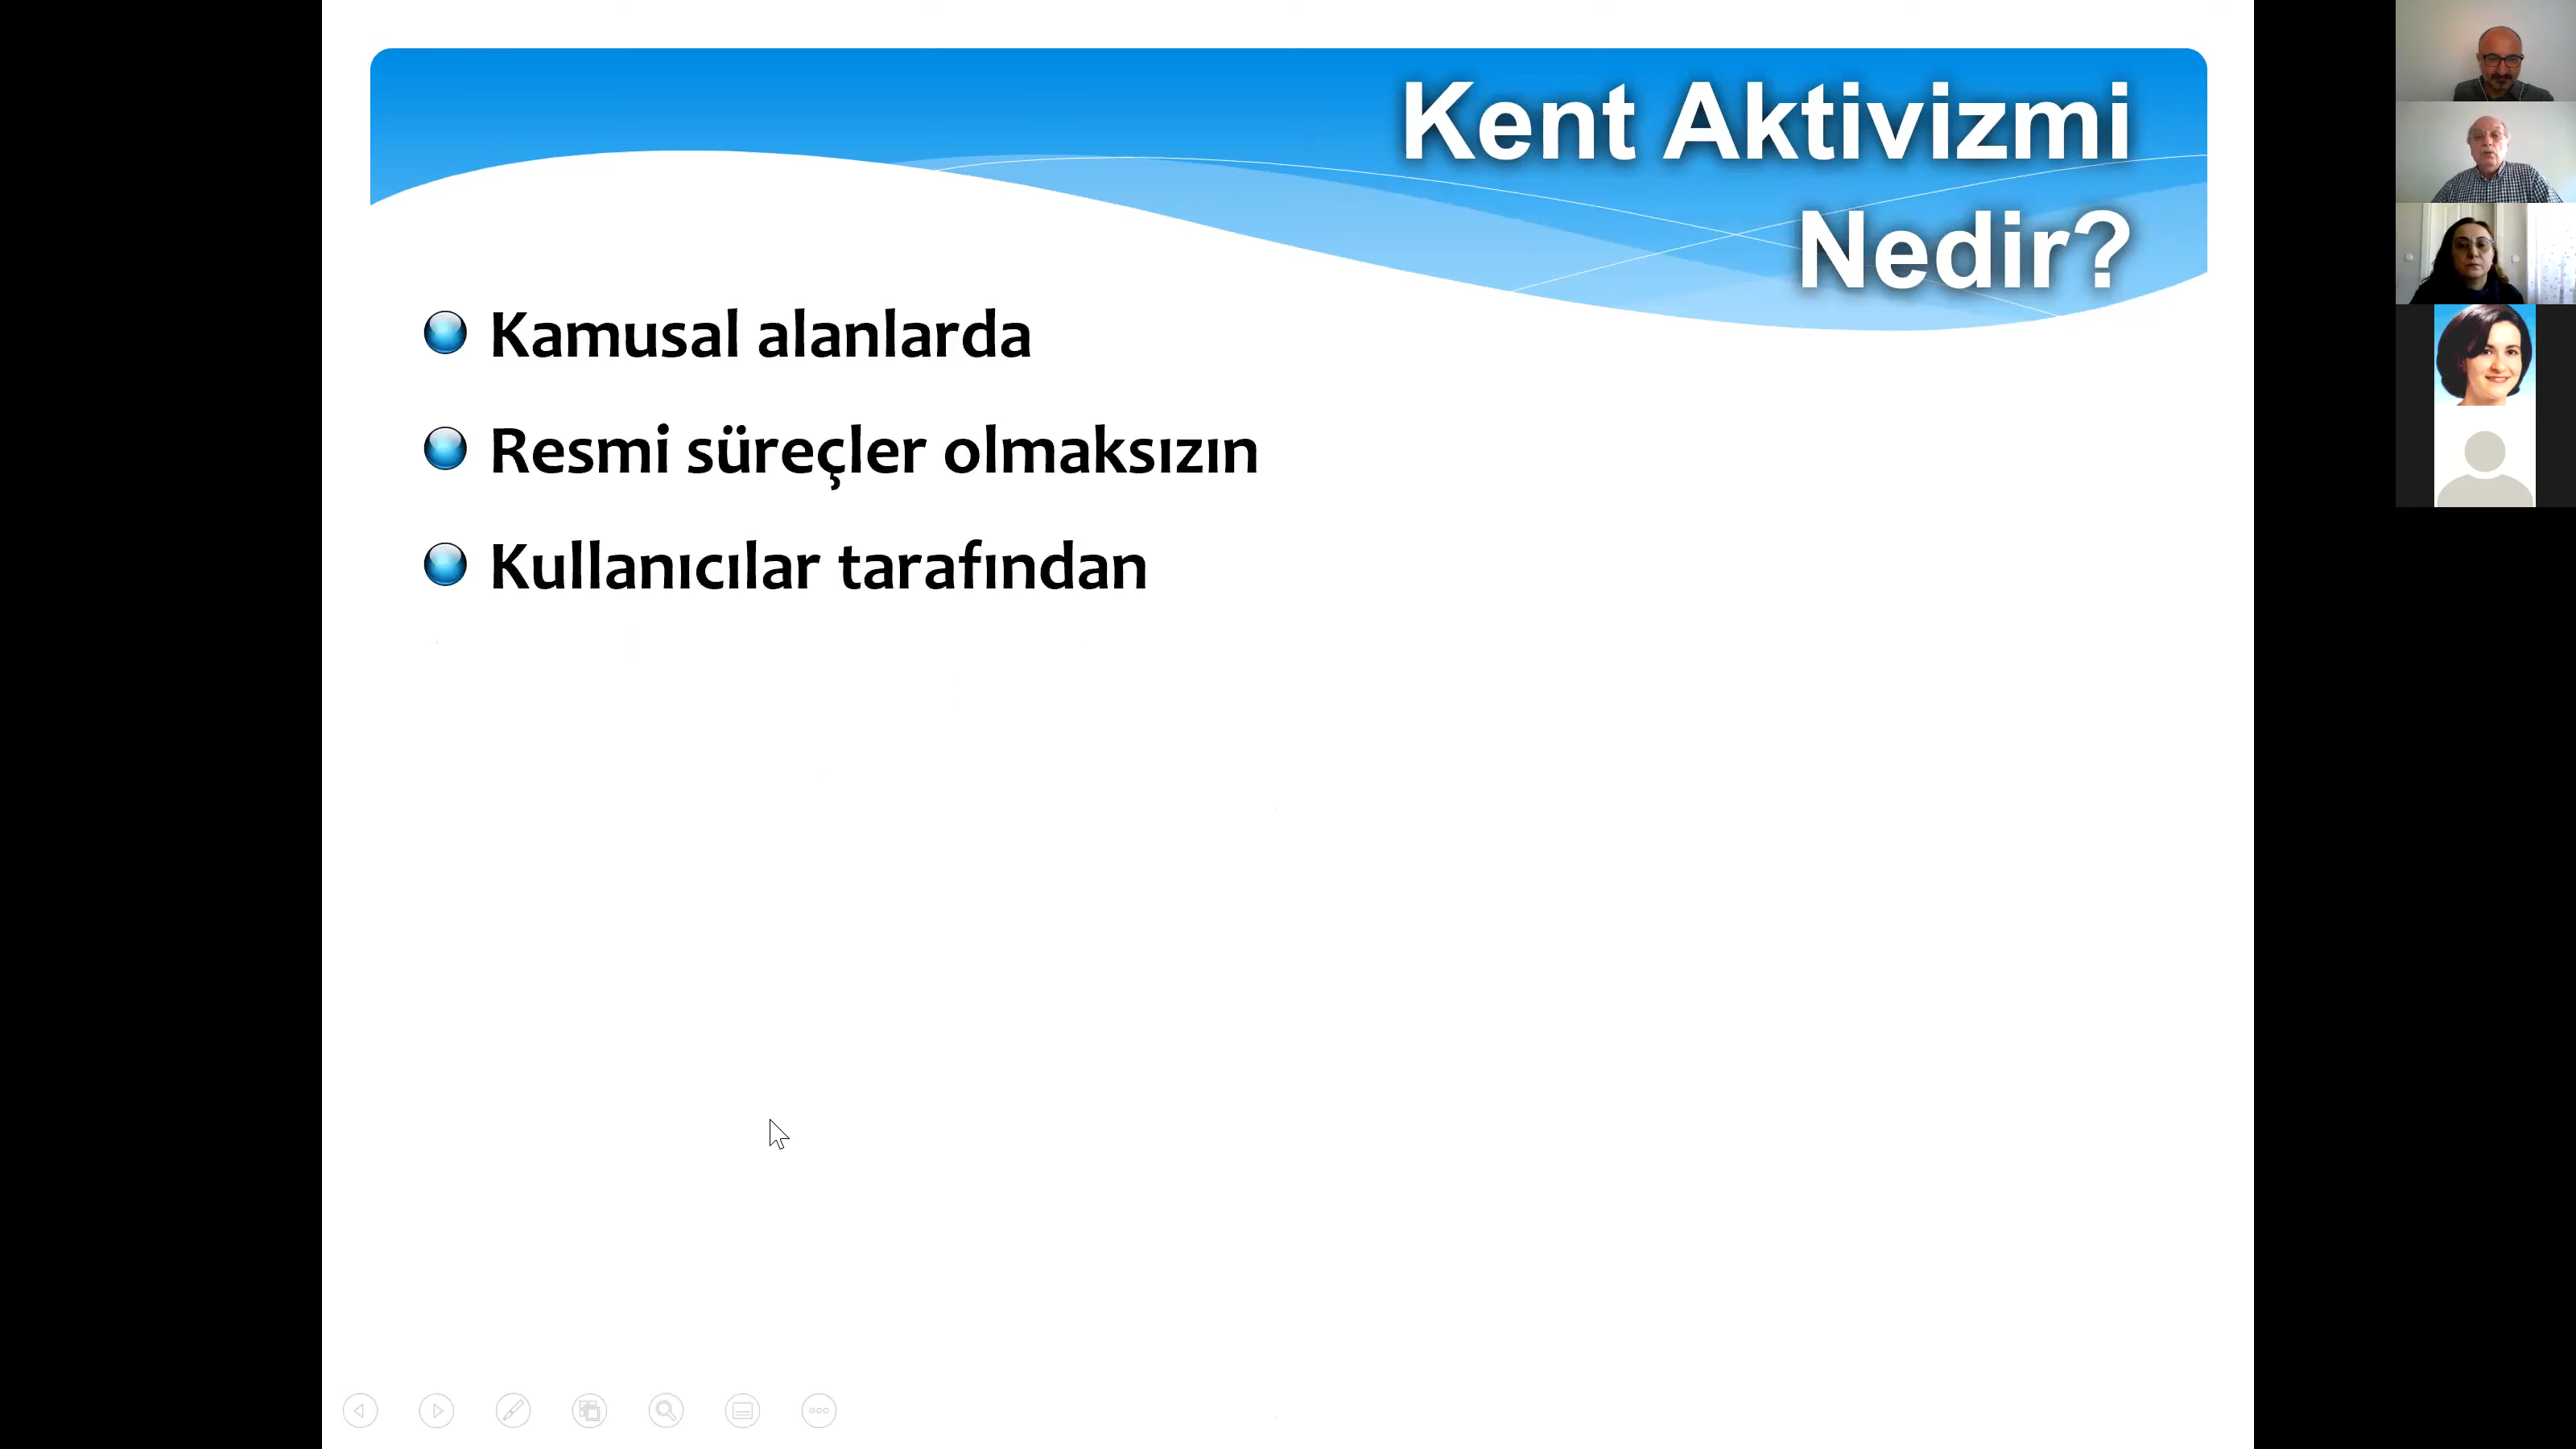 Kent Aktivizmi
Nedir?
Kamusal alanlarda
Resmi süreçler olmaksızın
Kullanıcılar tarafından